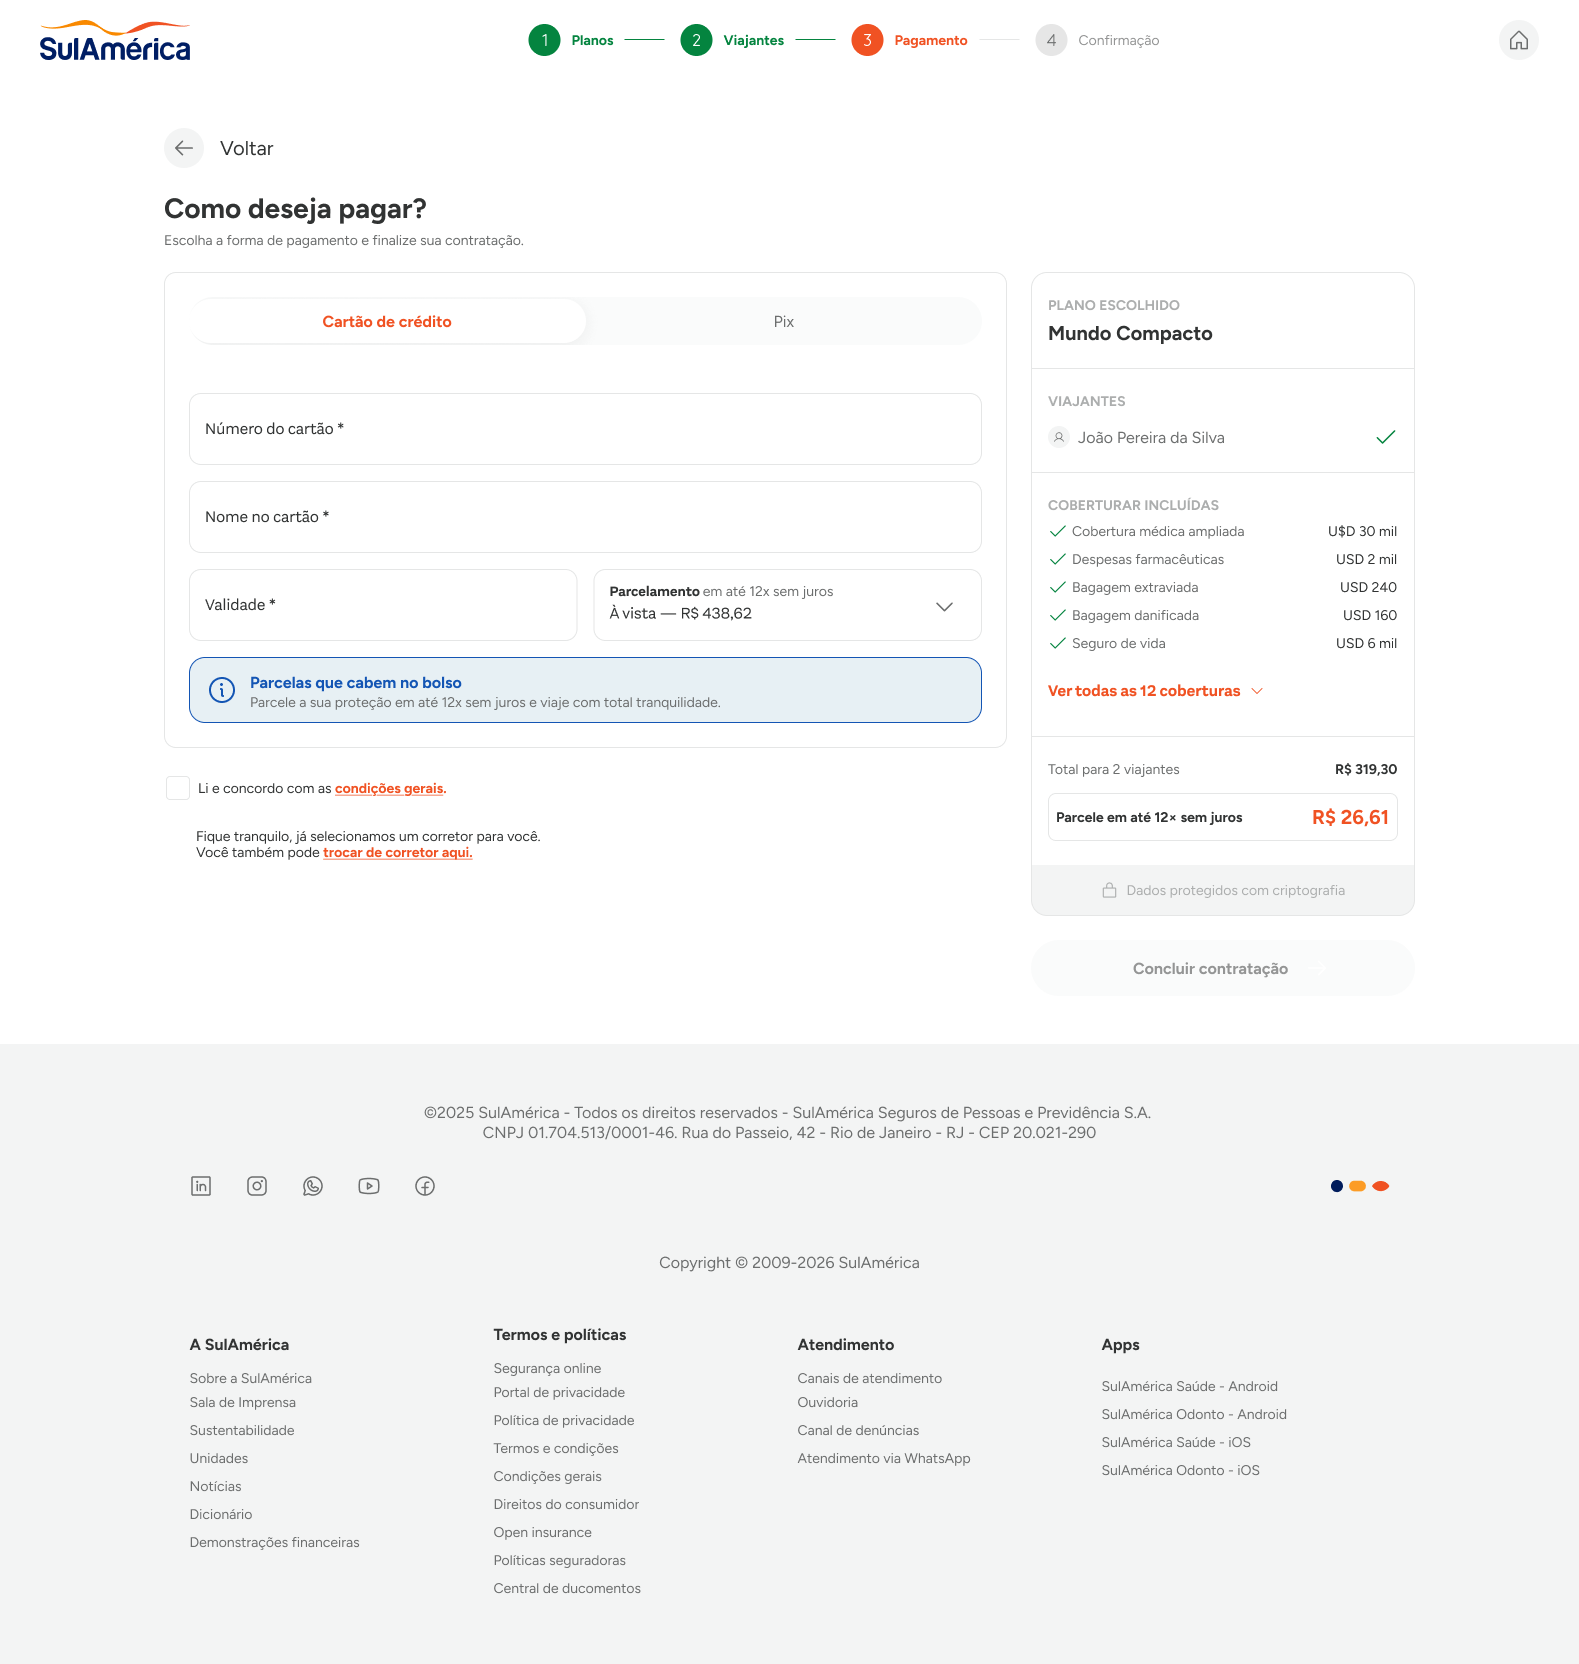 SulAmérica
1 Planos
2 Viajantes
3 Pagamento
4 Confirmação
Voltar
Como deseja pagar?
Escolha a forma de pagamento e finalize sua contratação.
Cartão de crédito
Pix
Número do cartão *
Nome no cartão *
Validade *
Parcelamento em até 12x sem juros
À vista — R$ 438,62
Parcelas que cabem no bolso
Parcele a sua proteção em até 12x sem juros e viaje com total tranquilidade.
Li e concordo com as condições gerais.
Fique tranquilo, já selecionamos um corretor para você.
Você também pode trocar de corretor aqui.
PLANO ESCOLHIDO
Mundo Compacto
VIAJANTES
João Pereira da Silva
COBERTURAR INCLUÍDAS
Cobertura médica ampliada U$D 30 mil
Despesas farmacêuticas USD 2 mil
Bagagem extraviada USD 240
Bagagem danificada USD 160
Seguro de vida USD 6 mil
Ver todas as 12 coberturas
Total para 2 viajantes R$ 319,30
Parcele em até 12× sem juros R$ 26,61
Dados protegidos com criptografia
Concluir contratação
©2025 SulAmérica - Todos os direitos reservados - SulAmérica Seguros de Pessoas e Previdência S.A.
CNPJ 01.704.513/0001-46. Rua do Passeio, 42 - Rio de Janeiro - RJ - CEP 20.021-290
Copyright © 2009-2026 SulAmérica
A SulAmérica
Sobre a SulAmérica
Sala de Imprensa
Sustentabilidade
Unidades
Notícias
Dicionário
Demonstrações financeiras
Termos e políticas
Segurança online
Portal de privacidade
Política de privacidade
Termos e condições
Condições gerais
Direitos do consumidor
Open insurance
Políticas seguradoras
Central de ducomentos
Atendimento
Canais de atendimento
Ouvidoria
Canal de denúncias
Atendimento via WhatsApp
Apps
SulAmérica Saúde - Android
SulAmérica Odonto - Android
SulAmérica Saúde - iOS
SulAmérica Odonto - iOS